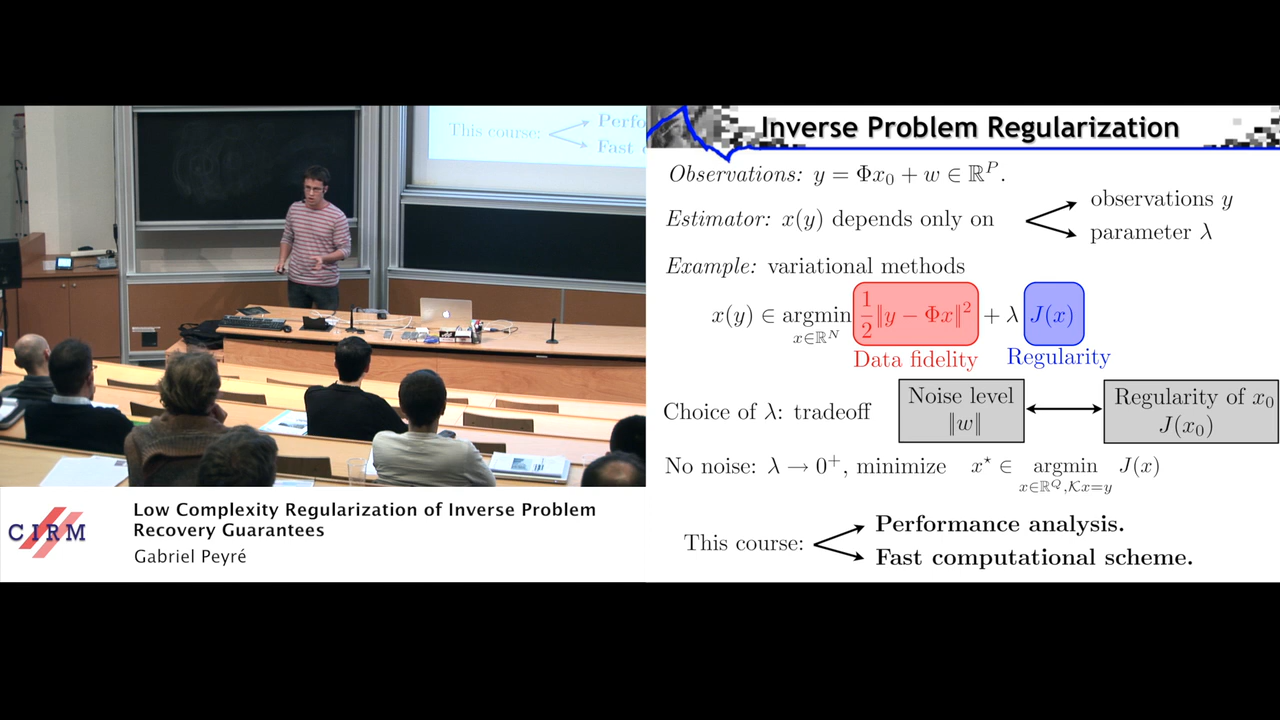 This course:
Perfo
Fast c
Inverse Problem Regularization
Observations: y = Φx₀ + w ∈ ℝᴾ.
Estimator: x(y) depends only on
observations y
parameter λ
Example: variational methods
x(y) ∈ argmin_{x∈ℝᴺ} 1/2 ‖y − Φx‖² + λ J(x)
Data fidelity Regularity
Choice of λ: tradeoff
Noise level
‖w‖
Regularity of x₀
J(x₀)
No noise: λ → 0⁺, minimize x⋆ ∈ argmin_{x∈ℝ^Q, 𝒦x=y} J(x)
This course:
Performance analysis.
Fast computational scheme.
CIRM
Low Complexity Regularization of Inverse Problem
Recovery Guarantees
Gabriel Peyré